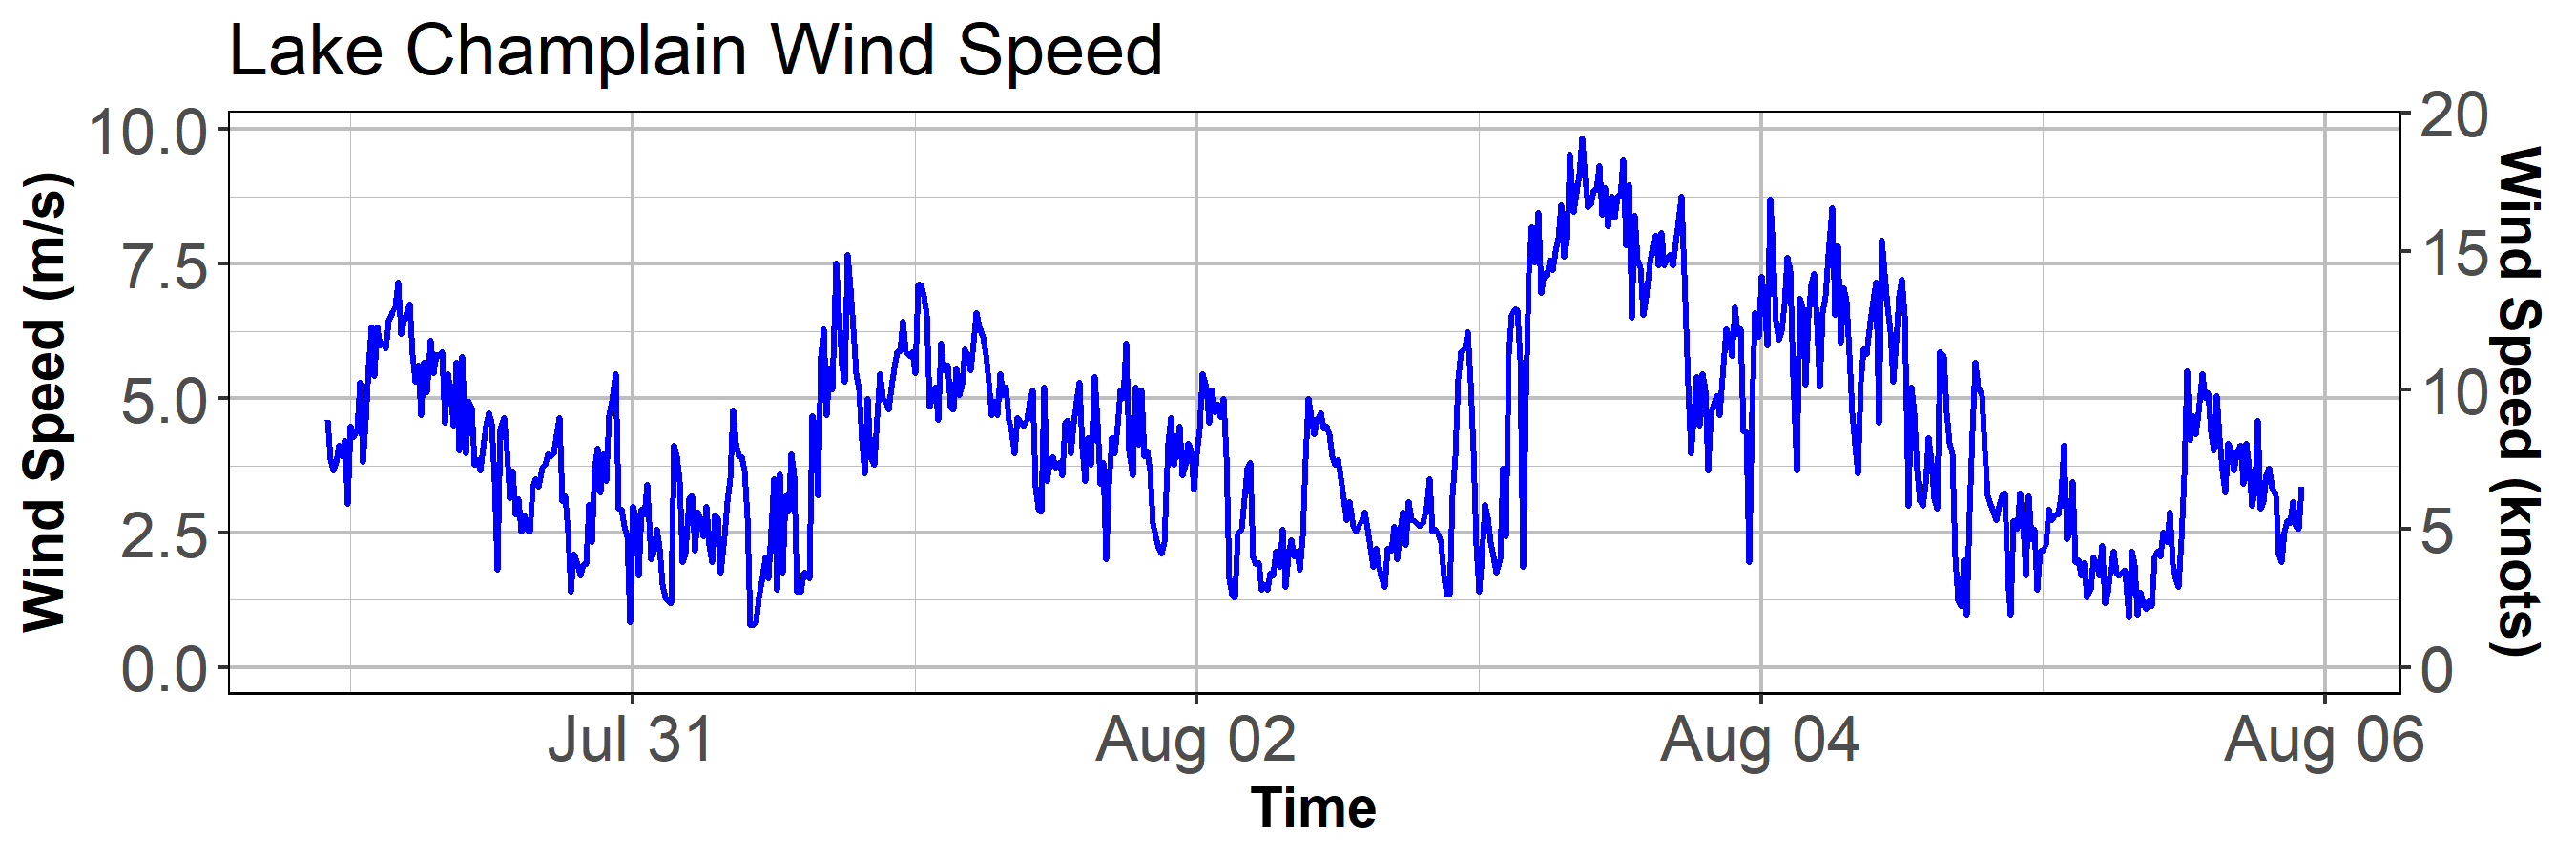 Lake Champlain Wind Speed
Wind Speed (m/s)
10.0
7.5
5.0
2.5
0.0
20
15
10
5
0
Wind Speed (knots)
Jul 31
Aug 02
Aug 04
Aug 06
Time